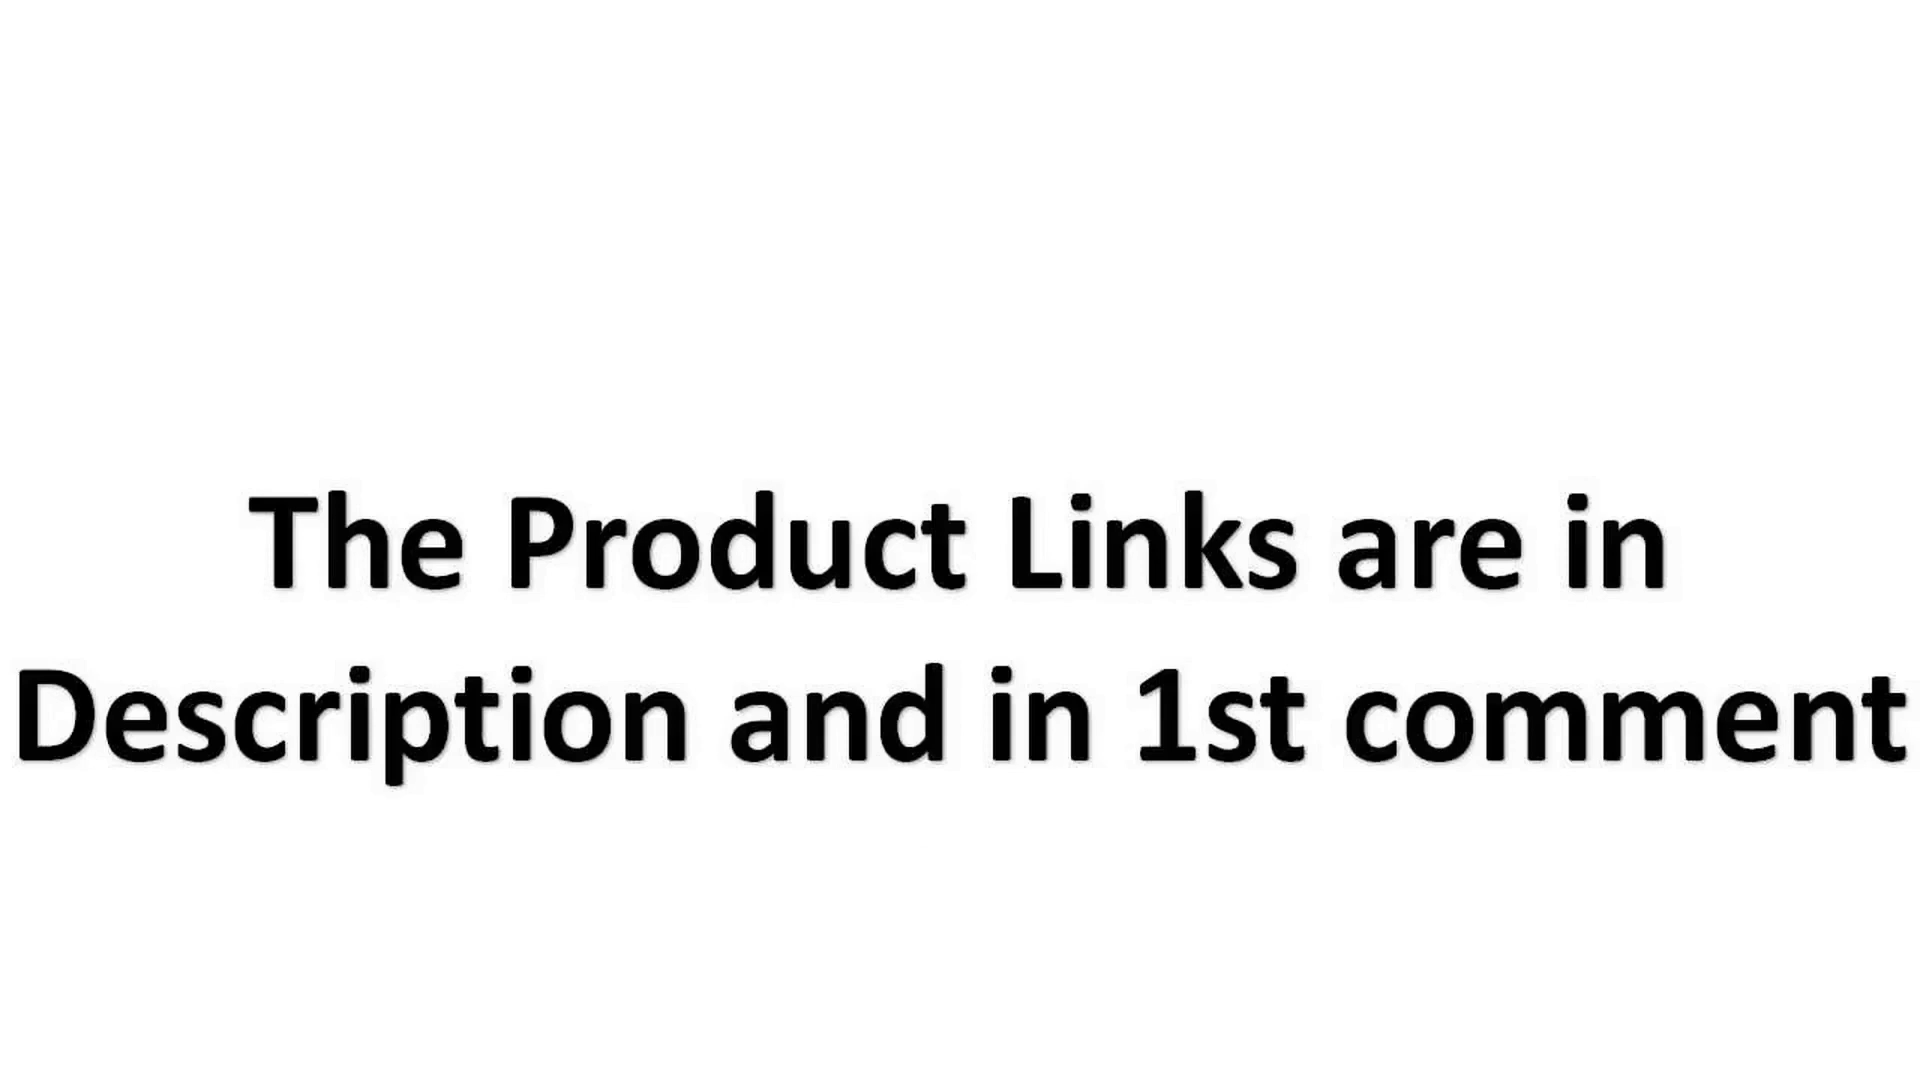 The Product Links are in
Description and in 1st comment